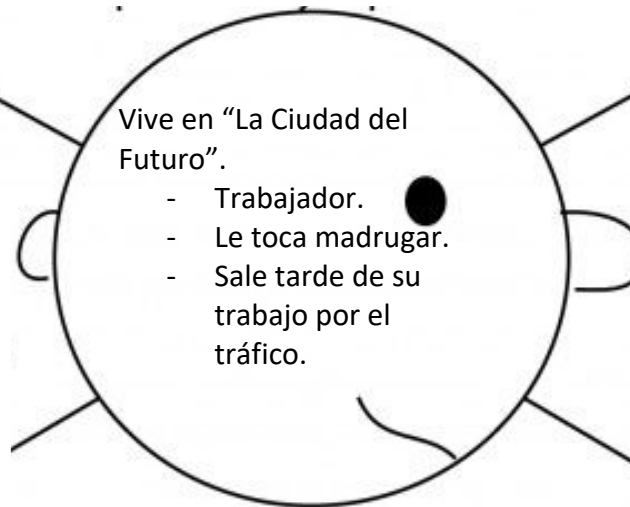 Vive en “La Ciudad del
Futuro”.
- Trabajador.
- Le toca madrugar.
- Sale tarde de su
trabajo por el
tráfico.